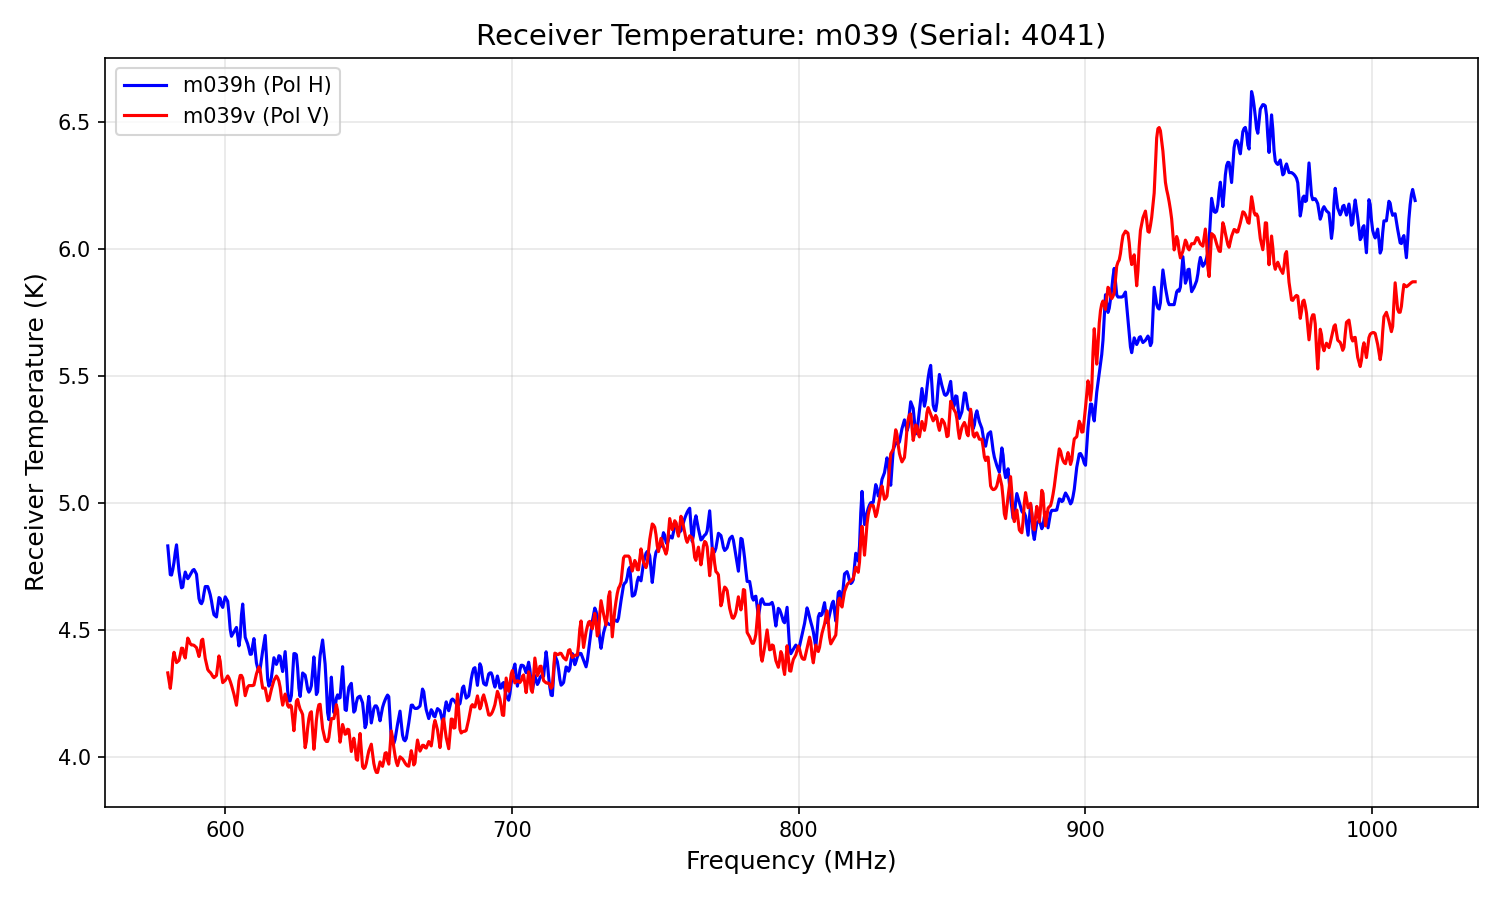 Receiver Temperature: m039 (Serial: 4041)
m039h (Pol H)
m039v (Pol V)
Receiver Temperature (K)
6.5
6.0
5.5
5.0
4.5
4.0
600 700 800 900 1000
Frequency (MHz)